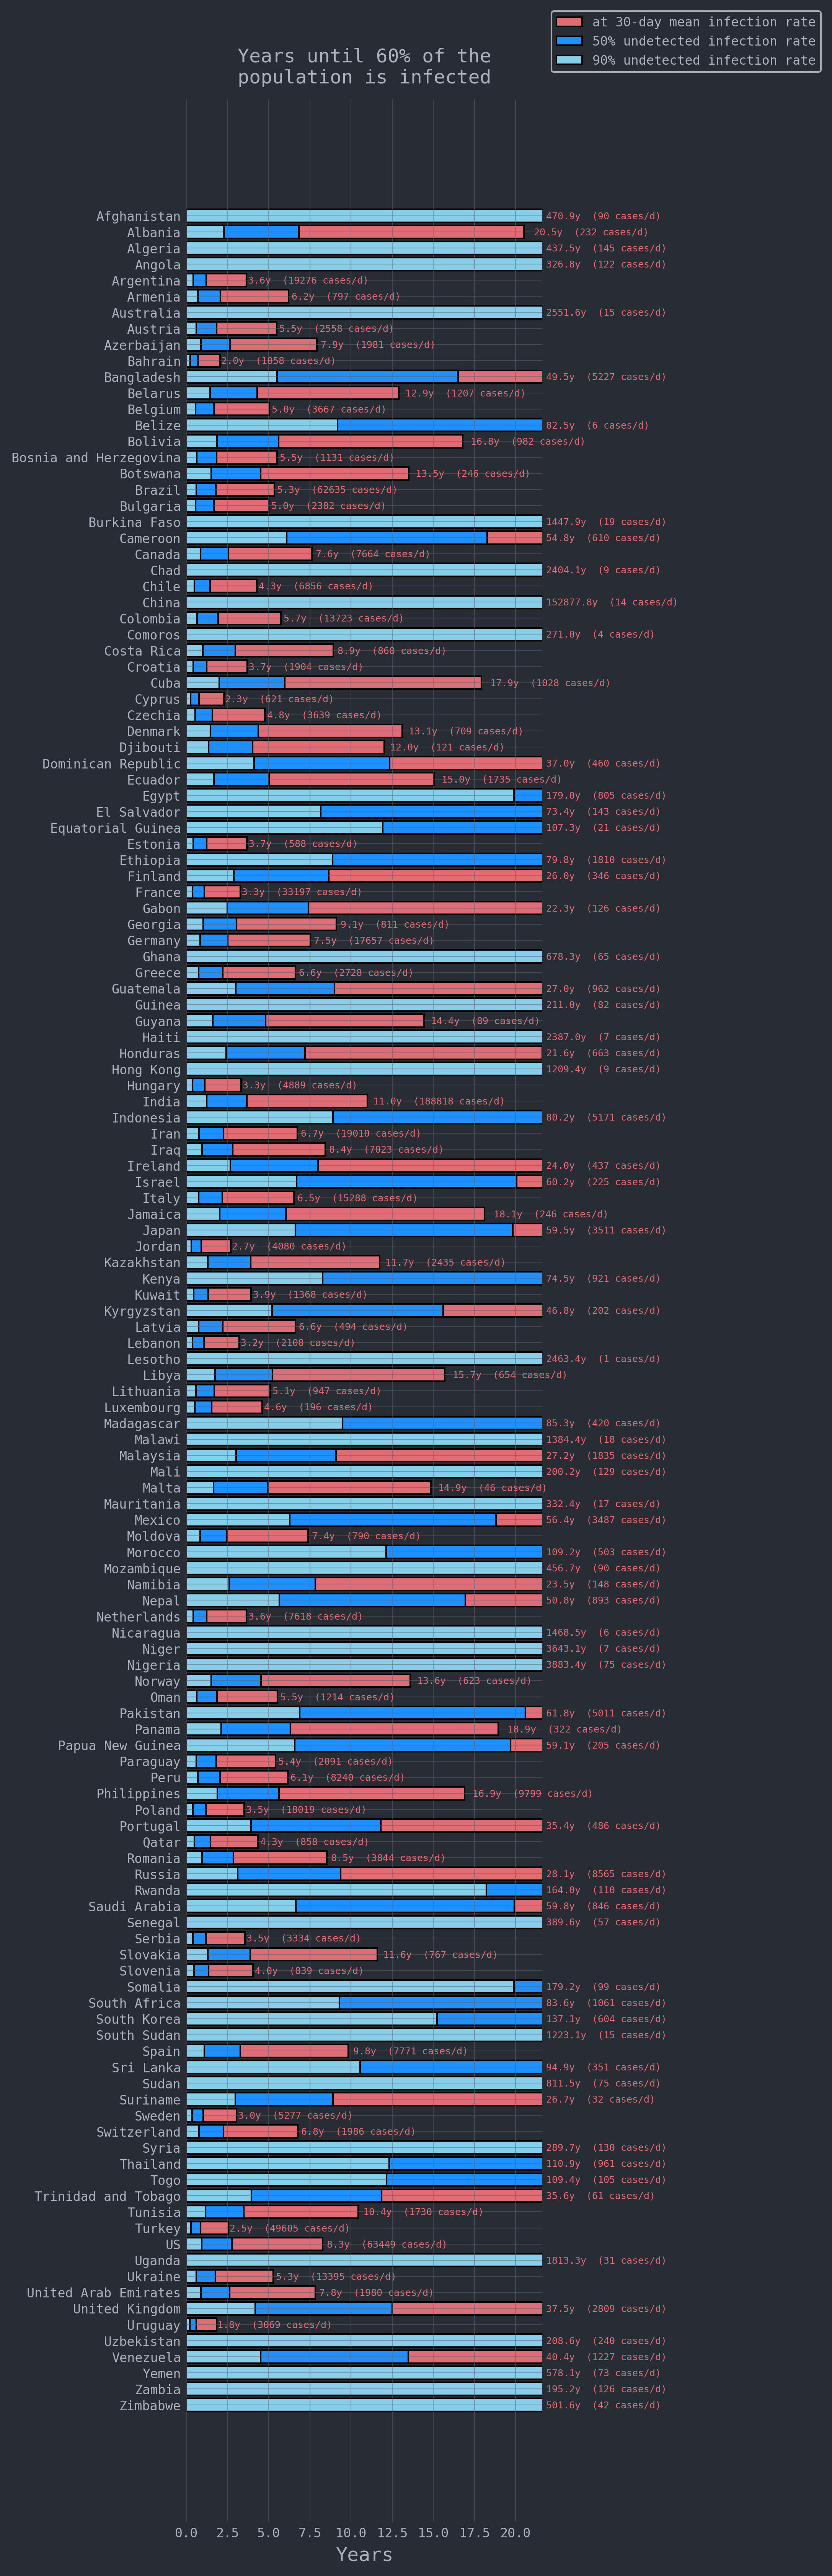 at 30-day mean infection rate
50% undetected infection rate
90% undetected infection rate
Years until 60% of the
population is infected
Afghanistan 470.9y (90 cases/d)
Albania 20.5y (232 cases/d)
Algeria 437.5y (145 cases/d)
Angola 326.8y (122 cases/d)
Argentina 3.6y (19276 cases/d)
Armenia 6.2y (797 cases/d)
Australia 2551.6y (15 cases/d)
Austria 5.5y (2558 cases/d)
Azerbaijan 7.9y (1981 cases/d)
Bahrain 2.0y (1058 cases/d)
Bangladesh 49.5y (5227 cases/d)
Belarus 12.9y (1207 cases/d)
Belgium 5.0y (3667 cases/d)
Belize 82.5y (6 cases/d)
Bolivia 16.8y (982 cases/d)
Bosnia and Herzegovina 5.5y (1131 cases/d)
Botswana 13.5y (246 cases/d)
Brazil 5.3y (62635 cases/d)
Bulgaria 5.0y (2382 cases/d)
Burkina Faso 1447.9y (19 cases/d)
Cameroon 54.8y (610 cases/d)
Canada 7.6y (7664 cases/d)
Chad 2404.1y (9 cases/d)
Chile 4.3y (6856 cases/d)
China 152877.8y (14 cases/d)
Colombia 5.7y (13723 cases/d)
Comoros 271.0y (4 cases/d)
Costa Rica 8.9y (868 cases/d)
Croatia 3.7y (1904 cases/d)
Cuba 17.9y (1028 cases/d)
Cyprus 2.3y (621 cases/d)
Czechia 4.8y (3639 cases/d)
Denmark 13.1y (709 cases/d)
Djibouti 12.0y (121 cases/d)
Dominican Republic 37.0y (460 cases/d)
Ecuador 15.0y (1735 cases/d)
Egypt 179.0y (805 cases/d)
El Salvador 73.4y (143 cases/d)
Equatorial Guinea 107.3y (21 cases/d)
Estonia 3.7y (588 cases/d)
Ethiopia 79.8y (1810 cases/d)
Finland 26.0y (346 cases/d)
France 3.3y (33197 cases/d)
Gabon 22.3y (126 cases/d)
Georgia 9.1y (811 cases/d)
Germany 7.5y (17657 cases/d)
Ghana 678.3y (65 cases/d)
Greece 6.6y (2728 cases/d)
Guatemala 27.0y (962 cases/d)
Guinea 211.0y (82 cases/d)
Guyana 14.4y (89 cases/d)
Haiti 2387.0y (7 cases/d)
Honduras 21.6y (663 cases/d)
Hong Kong 1209.4y (9 cases/d)
Hungary 3.3y (4889 cases/d)
India 11.0y (188818 cases/d)
Indonesia 80.2y (5171 cases/d)
Iran 6.7y (19010 cases/d)
Iraq 8.4y (7023 cases/d)
Ireland 24.0y (437 cases/d)
Israel 60.2y (225 cases/d)
Italy 6.5y (15288 cases/d)
Jamaica 18.1y (246 cases/d)
Japan 59.5y (3511 cases/d)
Jordan 2.7y (4080 cases/d)
Kazakhstan 11.7y (2435 cases/d)
Kenya 74.5y (921 cases/d)
Kuwait 3.9y (1368 cases/d)
Kyrgyzstan 46.8y (202 cases/d)
Latvia 6.6y (494 cases/d)
Lebanon 3.2y (2108 cases/d)
Lesotho 2463.4y (1 cases/d)
Libya 15.7y (654 cases/d)
Lithuania 5.1y (947 cases/d)
Luxembourg 4.6y (196 cases/d)
Madagascar 85.3y (420 cases/d)
Malawi 1384.4y (18 cases/d)
Malaysia 27.2y (1835 cases/d)
Mali 200.2y (129 cases/d)
Malta 14.9y (46 cases/d)
Mauritania 332.4y (17 cases/d)
Mexico 56.4y (3487 cases/d)
Moldova 7.4y (790 cases/d)
Morocco 109.2y (503 cases/d)
Mozambique 456.7y (90 cases/d)
Namibia 23.5y (148 cases/d)
Nepal 50.8y (893 cases/d)
Netherlands 3.6y (7618 cases/d)
Nicaragua 1468.5y (6 cases/d)
Niger 3643.1y (7 cases/d)
Nigeria 3883.4y (75 cases/d)
Norway 13.6y (623 cases/d)
Oman 5.5y (1214 cases/d)
Pakistan 61.8y (5011 cases/d)
Panama 18.9y (322 cases/d)
Papua New Guinea 59.1y (205 cases/d)
Paraguay 5.4y (2091 cases/d)
Peru 6.1y (8240 cases/d)
Philippines 16.9y (9799 cases/d)
Poland 3.5y (18019 cases/d)
Portugal 35.4y (486 cases/d)
Qatar 4.3y (858 cases/d)
Romania 8.5y (3844 cases/d)
Russia 28.1y (8565 cases/d)
Rwanda 164.0y (110 cases/d)
Saudi Arabia 59.8y (846 cases/d)
Senegal 389.6y (57 cases/d)
Serbia 3.5y (3334 cases/d)
Slovakia 11.6y (767 cases/d)
Slovenia 4.0y (839 cases/d)
Somalia 179.2y (99 cases/d)
South Africa 83.6y (1061 cases/d)
South Korea 137.1y (604 cases/d)
South Sudan 1223.1y (15 cases/d)
Spain 9.8y (7771 cases/d)
Sri Lanka 94.9y (351 cases/d)
Sudan 811.5y (75 cases/d)
Suriname 26.7y (32 cases/d)
Sweden 3.0y (5277 cases/d)
Switzerland 6.8y (1986 cases/d)
Syria 289.7y (130 cases/d)
Thailand 110.9y (961 cases/d)
Togo 109.4y (105 cases/d)
Trinidad and Tobago 35.6y (61 cases/d)
Tunisia 10.4y (1730 cases/d)
Turkey 2.5y (49605 cases/d)
US 8.3y (63449 cases/d)
Uganda 1813.3y (31 cases/d)
Ukraine 5.3y (13395 cases/d)
United Arab Emirates 7.8y (1980 cases/d)
United Kingdom 37.5y (2809 cases/d)
Uruguay 1.8y (3069 cases/d)
Uzbekistan 208.6y (240 cases/d)
Venezuela 40.4y (1227 cases/d)
Yemen 578.1y (73 cases/d)
Zambia 195.2y (126 cases/d)
Zimbabwe 501.6y (42 cases/d)
0.0 2.5 5.0 7.5 10.0 12.5 15.0 17.5 20.0
Years